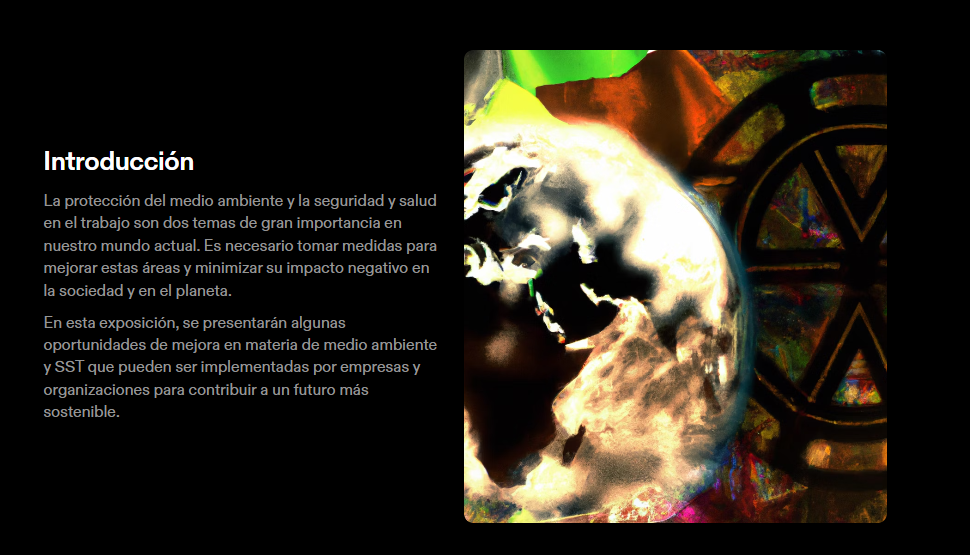 Introducción
La protección del medio ambiente y la seguridad y salud
en el trabajo son dos temas de gran importancia en
nuestro mundo actual. Es necesario tomar medidas para
mejorar estas áreas y minimizar su impacto negativo en
la sociedad y en el planeta.
En esta exposición, se presentarán algunas
oportunidades de mejora en materia de medio ambiente
y SST que pueden ser implementadas por empresas y
organizaciones para contribuir a un futuro más
sostenible.